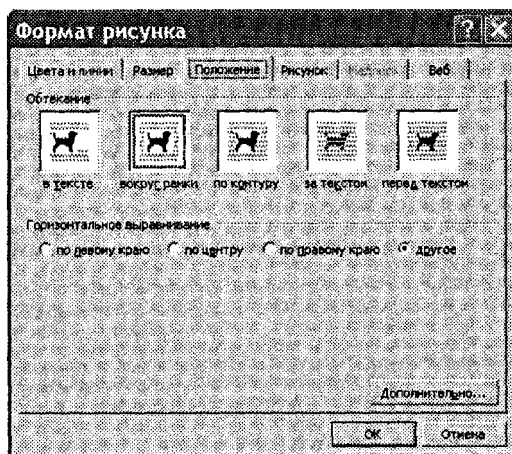 Формат рисунка
Цвета и линии Размер Положение Рисунок Надпись Веб
Обтекание
в тексте вокруг рамки по контуру за текстом перед текстом
Горизонтальное выравнивание
по левому краю по центру по правому краю другое
Дополнительно...
ОК Отмена